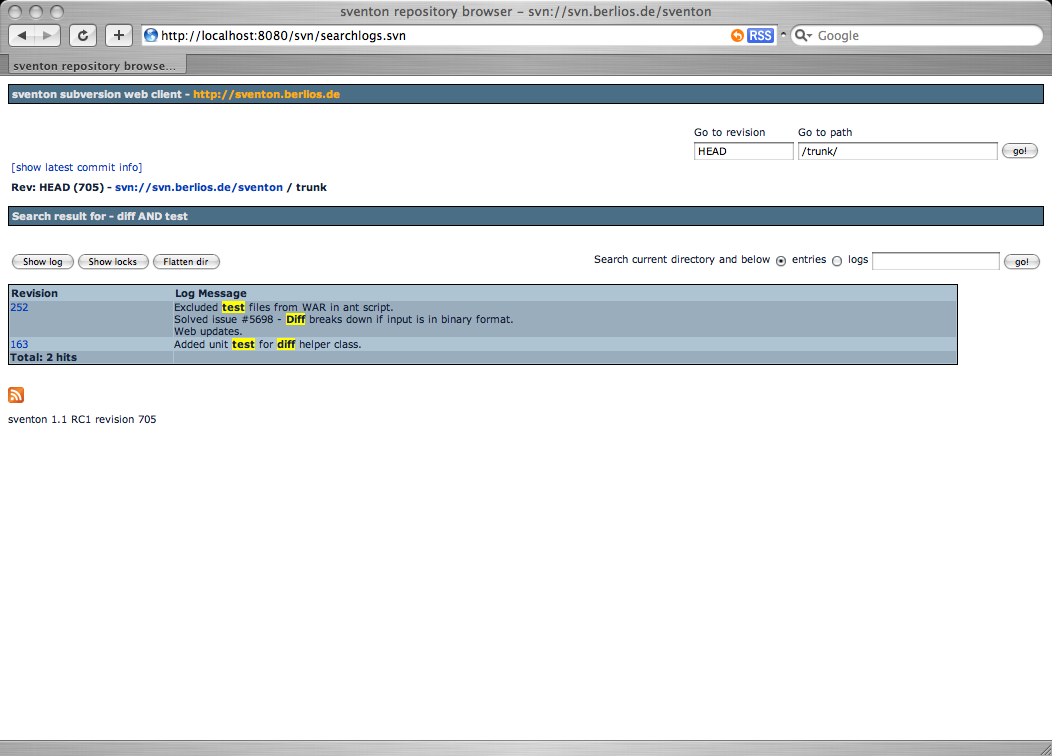 sventon repository browser – svn://svn.berlios.de/sventon
http://localhost:8080/svn/searchlogs.svn
RSS
Google
sventon repository browse...
sventon subversion web client - http://sventon.berlios.de
Go to revision Go to path
HEAD /trunk/ go!
[show latest commit info]
Rev: HEAD (705) - svn://svn.berlios.de/sventon / trunk
Search result for - diff AND test
Show log Show locks Flatten dir Search current directory and below entries logs go!
Revision Log Message
252 Excluded test files from WAR in ant script.
Solved issue #5698 - Diff breaks down if input is in binary format.
Web updates.
163 Added unit test for diff helper class.
Total: 2 hits
sventon 1.1 RC1 revision 705